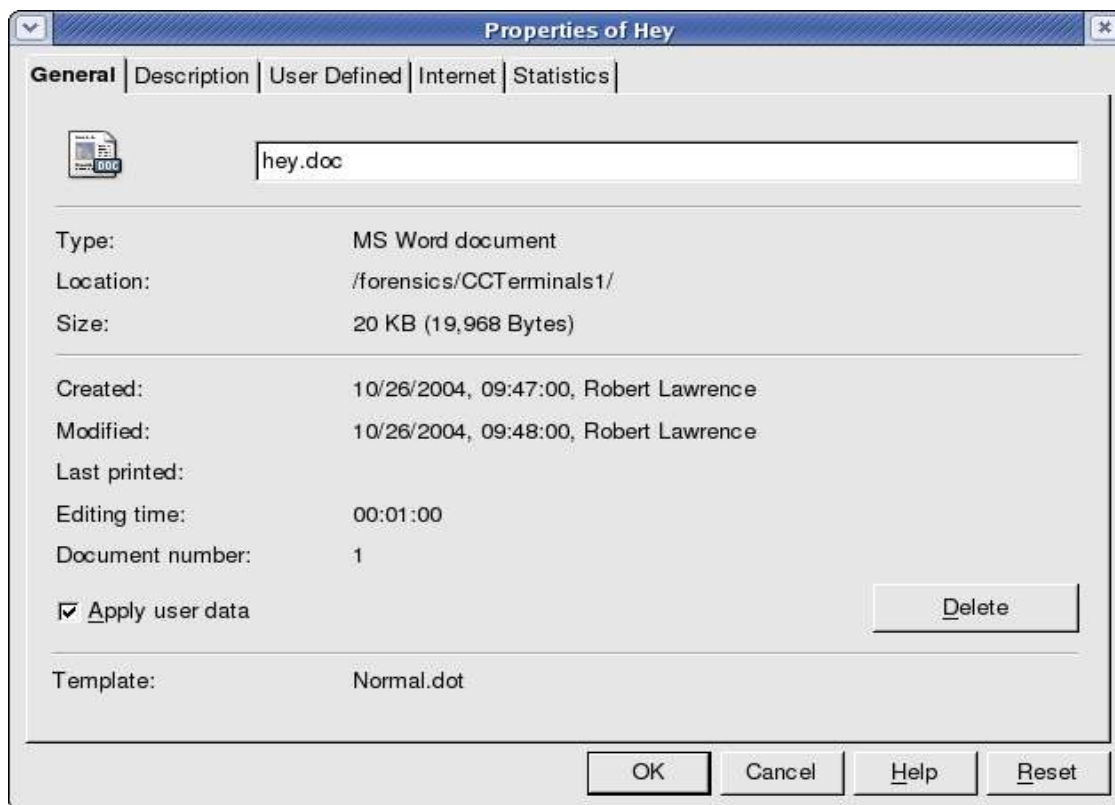 Properties of Hey
General Description User Defined Internet Statistics
DOC
hey.doc
Type: MS Word document
Location: /forensics/CCTerminals1/
Size: 20 KB (19,968 Bytes)
Created: 10/26/2004, 09:47:00, Robert Lawrence
Modified: 10/26/2004, 09:48:00, Robert Lawrence
Last printed:
Editing time: 00:01:00
Document number: 1
Apply user data Delete
Template: Normal.dot
OK Cancel Help Reset